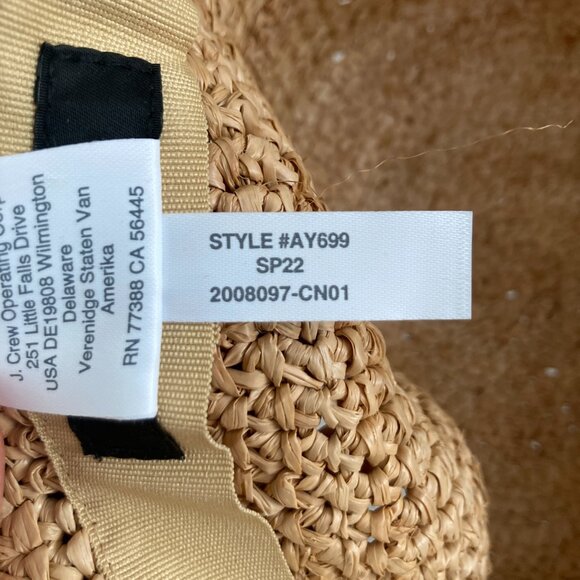 J. Crew Operating Corp
251 Little Falls Drive
USA DE19808 Wilmington
Delaware
Verenidge Staten Van
Amerika
RN 77388 CA 56445
STYLE #AY699
SP22
2008097-CN01